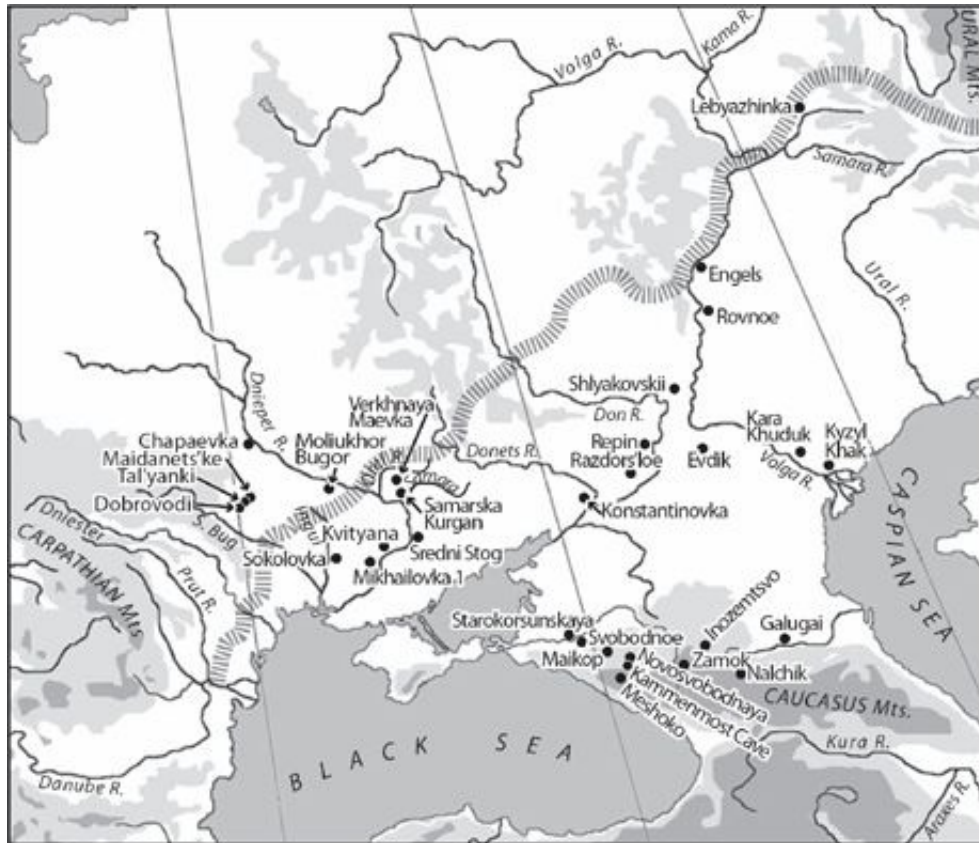 Volga R.
Kama R.
URAL Mts.
Lebyazhinka
Samara R.
Engels
Ural R.
Rovnoe
Shlyakovskii
Don R.
Verkhnaya
Maevka
Dnieper R.
Moliukhor
Bugor
Chapaevka
Maidanets'ke
Tal'yanki
Dobrovodi
Donets R.
Repin
Razdors'loe
Evdik
Kara
Khuduk
Kyzyl
Khak
Volga R.
Samara
Samarska
Kurgan
Konstantinovka
Dniester
S. Bug
Ingul
Kvityana
Sredni Stog
Sokolovka
Mikhailovka 1
CARPATHIAN Mts.
Prut R.
CASPIAN SEA
Starokorsunskaya
Svobodnoe
Maikop
Novosvobodnaya
Kammenmost Cave
Meshoko
Inozemtsvo
Zamok
Galugai
Nalchik
CAUCASUS Mts.
Kura R.
Araxes R.
BLACK SEA
Danube R.